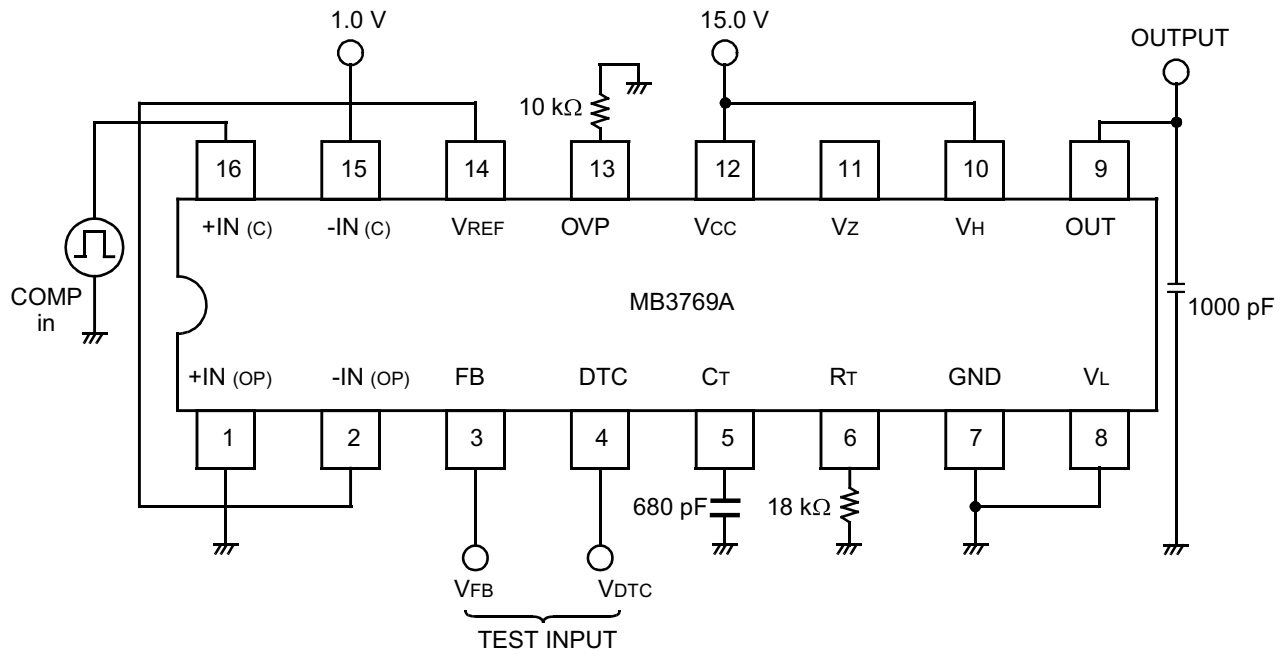 1.0 V
15.0 V
OUTPUT
10 kΩ
16 15 14 13 12 11 10 9
+IN (C) -IN (C) VREF OVP VCC VZ VH OUT
COMP
in
MB3769A
1000 pF
+IN (OP) -IN (OP) FB DTC CT RT GND VL
1 2 3 4 5 6 7 8
680 pF 18 kΩ
VFB VDTC
TEST INPUT